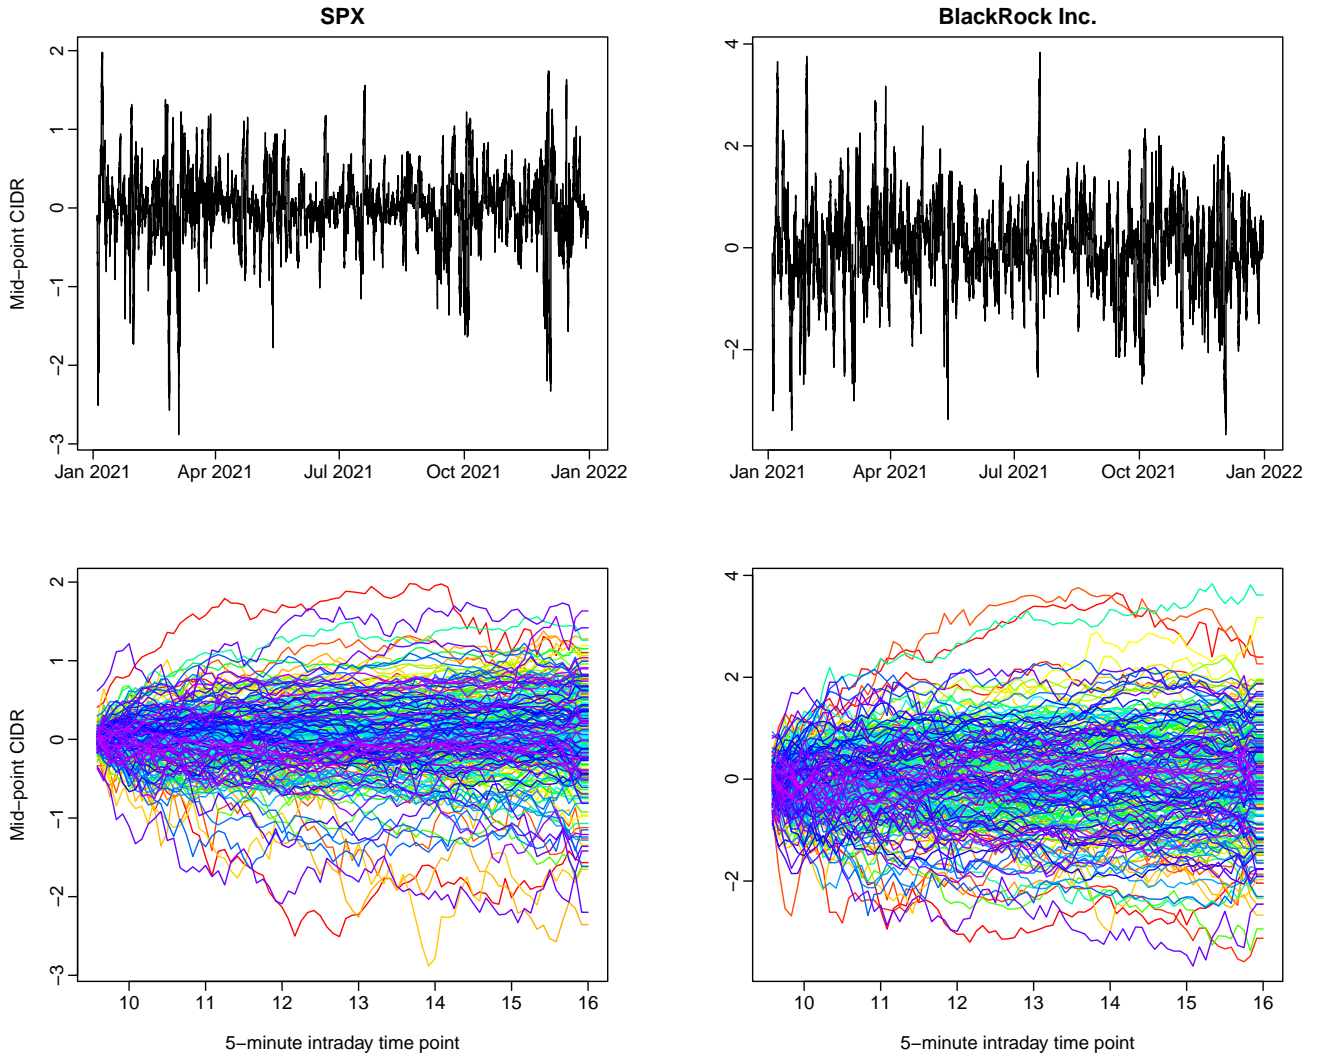 SPX
BlackRock Inc.
Mid−point CIDR
2
1
0
−1
−2
−3
Jan 2021 Apr 2021 Jul 2021 Oct 2021 Jan 2022
4
2
0
−2
Jan 2021 Apr 2021 Jul 2021 Oct 2021 Jan 2022
Mid−point CIDR
2
1
0
−1
−2
−3
10 11 12 13 14 15 16
5−minute intraday time point
4
2
0
−2
10 11 12 13 14 15 16
5−minute intraday time point